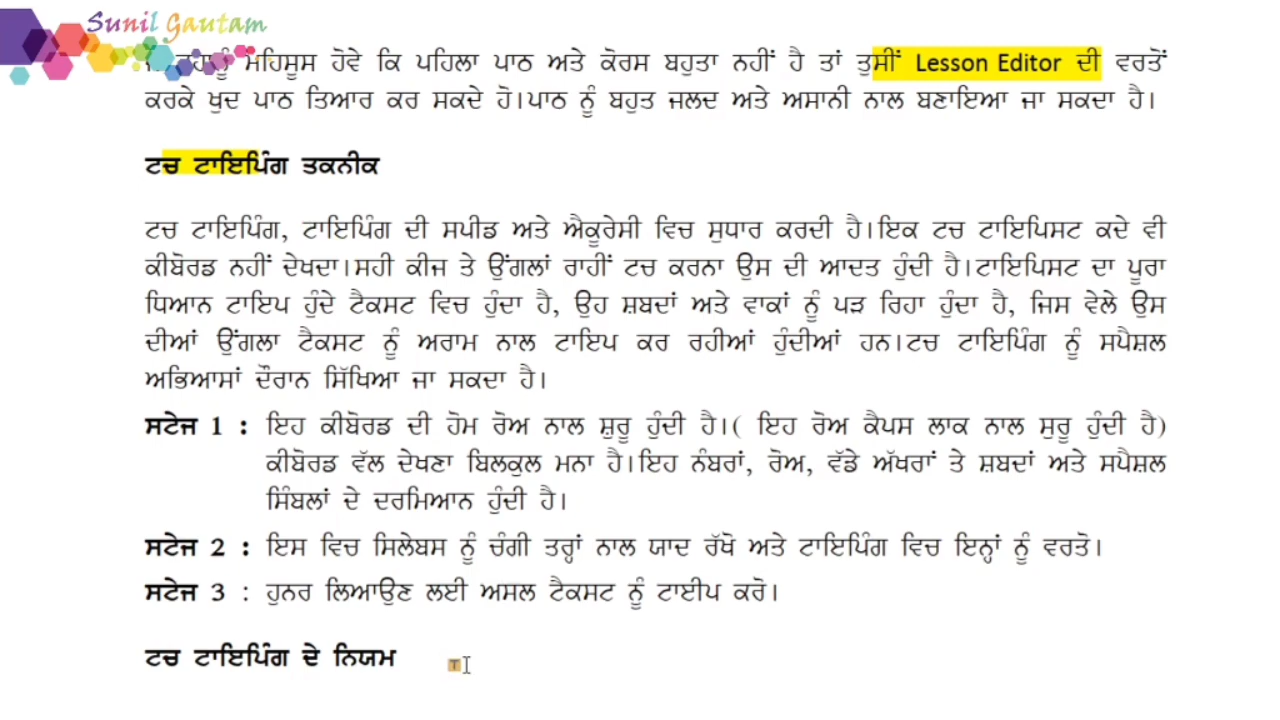 Sunil Gautam
ਮਹਿਸੂਸ ਹੋਵੇ ਕਿ ਪਹਿਲਾ ਪਾਠ ਅਤੇ ਕੋਰਸ ਬਹੁਤਾ ਨਹੀਂ ਹੈ ਤਾਂ ਤੁਸੀਂ Lesson Editor ਦੀ ਵਰਤੋਂ
ਕਰਕੇ ਖੁਦ ਪਾਠ ਤਿਆਰ ਕਰ ਸਕਦੇ ਹੋ।ਪਾਠ ਨੂੰ ਬਹੁਤ ਜਲਦ ਅਤੇ ਅਸਾਨੀ ਨਾਲ ਬਣਾਇਆ ਜਾ ਸਕਦਾ ਹੈ।
ਟਚ ਟਾਇਪਿੰਗ ਤਕਨੀਕ
ਟਚ ਟਾਇਪਿੰਗ, ਟਾਇਪਿੰਗ ਦੀ ਸਪੀਡ ਅਤੇ ਐਕੂਰੇਸੀ ਵਿਚ ਸੁਧਾਰ ਕਰਦੀ ਹੈ।ਇਕ ਟਚ ਟਾਇਪਿਸਟ ਕਦੇ ਵੀ
ਕੀਬੋਰਡ ਨਹੀਂ ਦੇਖਦਾ।ਸਹੀ ਕੀਜ ਤੇ ਉਂਗਲਾਂ ਰਾਹੀਂ ਟਚ ਕਰਨਾ ਉਸ ਦੀ ਆਦਤ ਹੁੰਦੀ ਹੈ।ਟਾਇਪਿਸਟ ਦਾ ਪੂਰਾ
ਧਿਆਨ ਟਾਇਪ ਹੁੰਦੇ ਟੈਕਸਟ ਵਿਚ ਹੁੰਦਾ ਹੈ, ਉਹ ਸ਼ਬਦਾਂ ਅਤੇ ਵਾਕਾਂ ਨੂੰ ਪੜ ਰਿਹਾ ਹੁੰਦਾ ਹੈ, ਜਿਸ ਵੇਲੇ ਉਸ
ਦੀਆਂ ਉਂਗਲਾ ਟੈਕਸਟ ਨੂੰ ਅਰਾਮ ਨਾਲ ਟਾਇਪ ਕਰ ਰਹੀਆਂ ਹੁੰਦੀਆਂ ਹਨ।ਟਚ ਟਾਇਪਿੰਗ ਨੂੰ ਸਪੈਸ਼ਲ
ਅਭਿਆਸਾਂ ਦੌਰਾਨ ਸਿੱਖਿਆ ਜਾ ਸਕਦਾ ਹੈ।
ਸਟੇਜ 1 : ਇਹ ਕੀਬੋਰਡ ਦੀ ਹੋਮ ਰੋਅ ਨਾਲ ਸ਼ੁਰੂ ਹੁੰਦੀ ਹੈ।( ਇਹ ਰੋਅ ਕੈਪਸ ਲਾਕ ਨਾਲ ਸੁਰੂ ਹੁੰਦੀ ਹੈ)
ਕੀਬੋਰਡ ਵੱਲ ਦੇਖਣਾ ਬਿਲਕੁਲ ਮਨਾ ਹੈ।ਇਹ ਨੰਬਰਾਂ, ਰੋਅ, ਵੱਡੇ ਅੱਖਰਾਂ ਤੇ ਸ਼ਬਦਾਂ ਅਤੇ ਸਪੈਸ਼ਲ
ਸਿੰਬਲਾਂ ਦੇ ਦਰਮਿਆਨ ਹੁੰਦੀ ਹੈ।
ਸਟੇਜ 2 : ਇਸ ਵਿਚ ਸਿਲੇਬਸ ਨੂੰ ਚੰਗੀ ਤਰ੍ਹਾਂ ਨਾਲ ਯਾਦ ਰੱਖੋ ਅਤੇ ਟਾਇਪਿੰਗ ਵਿਚ ਇਨ੍ਹਾਂ ਨੂੰ ਵਰਤੋ।
ਸਟੇਜ 3 : ਹੁਨਰ ਲਿਆਉਣ ਲਈ ਅਸਲ ਟੈਕਸਟ ਨੂੰ ਟਾਈਪ ਕਰੋ।
ਟਚ ਟਾਇਪਿੰਗ ਦੇ ਨਿਯਮ